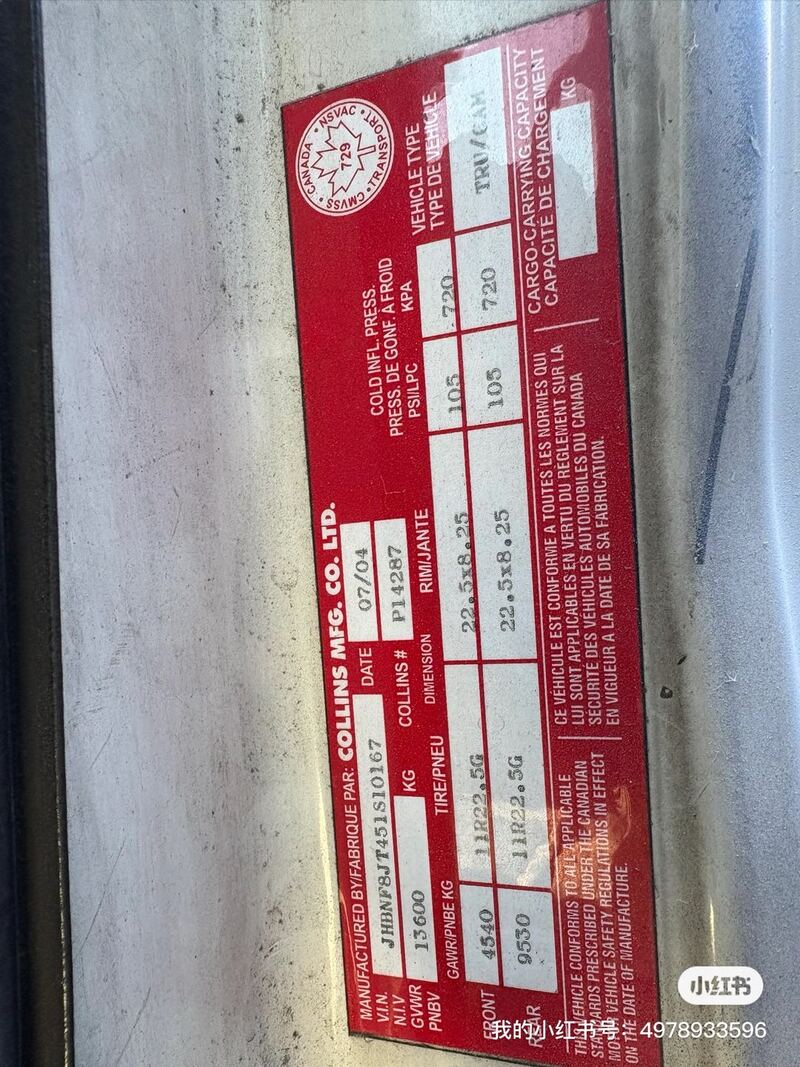 CANADA • NSVAC •
CMVSS • TRANSPORT •
729
MANUFACTURED BY/FABRIQUE PAR: COLLINS MFG. CO. LTD.
V.I.N.
N.I.V
JHBNF8JT451S10167
DATE
07/04
GVWR
PNBV
13600
KG
COLLINS #
P14287
COLD INFL. PRESS.
PRESS. DE GONF. À FROID
VEHICLE TYPE
TYPE DE VÉHICLE
GAWR/PNBE KG
TIRE/PNEU
DIMENSION
RIM/JANTE
PSI/LPC
KPA
FRONT
4540
11R22.5G
22.5x8.25
105
720
TRU/CAM
REAR
9530
11R22.5G
22.5x8.25
105
720
THIS VEHICLE CONFORMS TO ALL APPLICABLE
STANDARDS PRESCRIBED UNDER THE CANADIAN
MOTOR VEHICLE SAFETY REGULATIONS IN EFFECT
ON THE DATE OF MANUFACTURE.
CE VÉHICULE EST CONFORME À TOUTES LES NORMES QUI
LUI SONT APPLICABLES EN VERTU DU RÈGLEMENT SUR LA
SÉCURITÉ DES VÉHICULES AUTOMOBILES DU CANADA
EN VIGUEUR A LA DATE DE SA FABRICATION.
CARGO-CARRYING CAPACITY
CAPACITÉ DE CHARGEMENT
KG
小红书
我的小红书号：4978933596